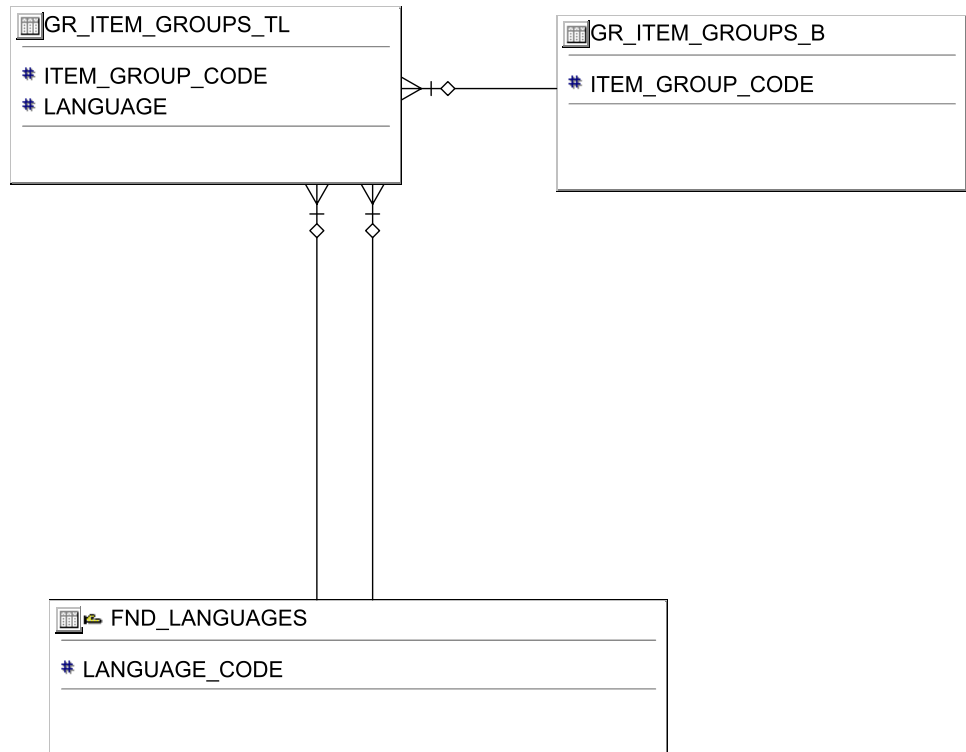 GR_ITEM_GROUPS_TL
# ITEM_GROUP_CODE
# LANGUAGE
GR_ITEM_GROUPS_B
# ITEM_GROUP_CODE
FND_LANGUAGES
# LANGUAGE_CODE